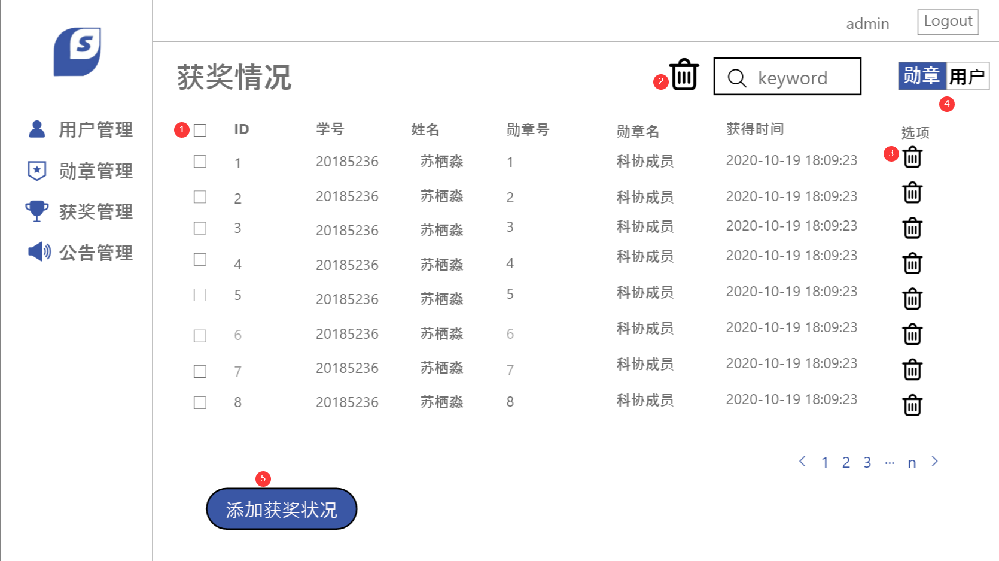 admin
Logout
S
用户管理
勋章管理
获奖管理
公告管理
获奖情况
2
keyword
勋章 用户
4
1 ID 学号 姓名 勋章号 勋章名 获得时间 选项
3
1 20185236 苏栖淼 1 科协成员 2020-10-19 18:09:23
2 20185236 苏栖淼 2 科协成员 2020-10-19 18:09:23
3 20185236 苏栖淼 3 科协成员 2020-10-19 18:09:23
4 20185236 苏栖淼 4 科协成员 2020-10-19 18:09:23
5 20185236 苏栖淼 5 科协成员 2020-10-19 18:09:23
6 20185236 苏栖淼 6 科协成员 2020-10-19 18:09:23
7 20185236 苏栖淼 7 科协成员 2020-10-19 18:09:23
8 20185236 苏栖淼 8 科协成员 2020-10-19 18:09:23
< 1 2 3 ··· n >
5
添加获奖状况